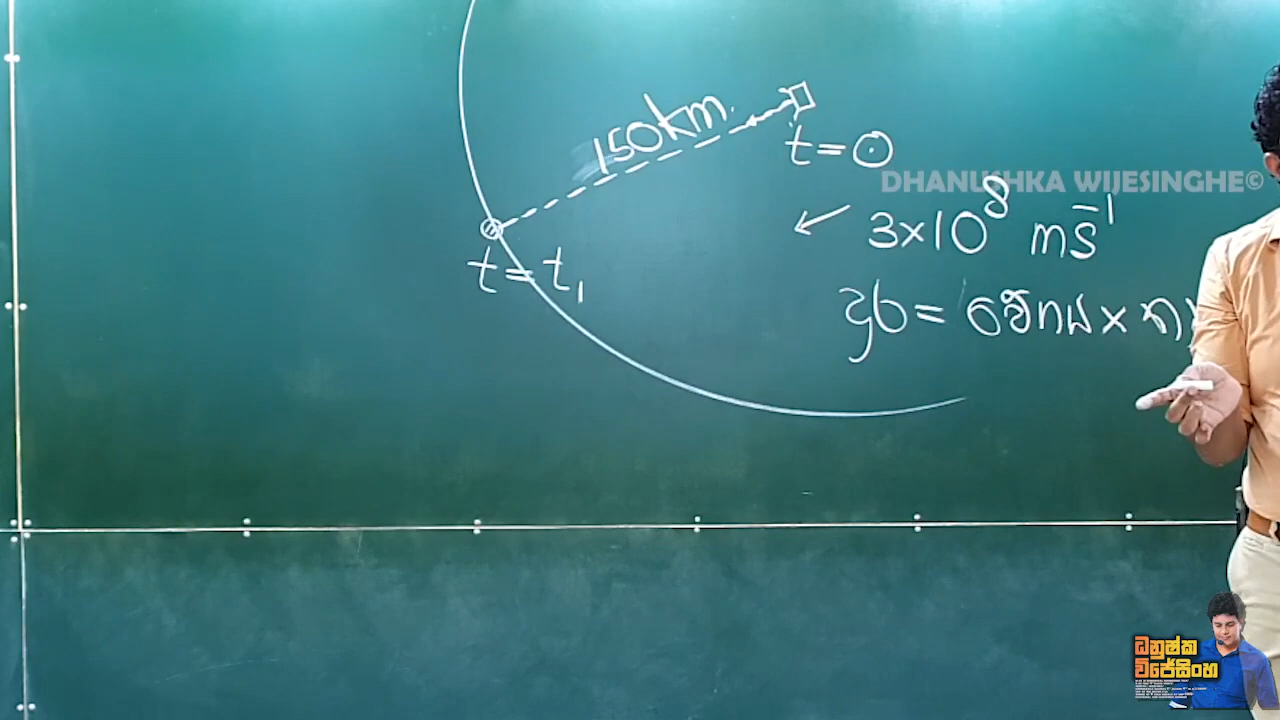 150km.
t=0
DHANUSHKA WIJESINGHE©
3×10⁸ ms⁻¹
t=t₁
දුර = වේගය ×
ධනුෂ්ක
විජේසිංහ